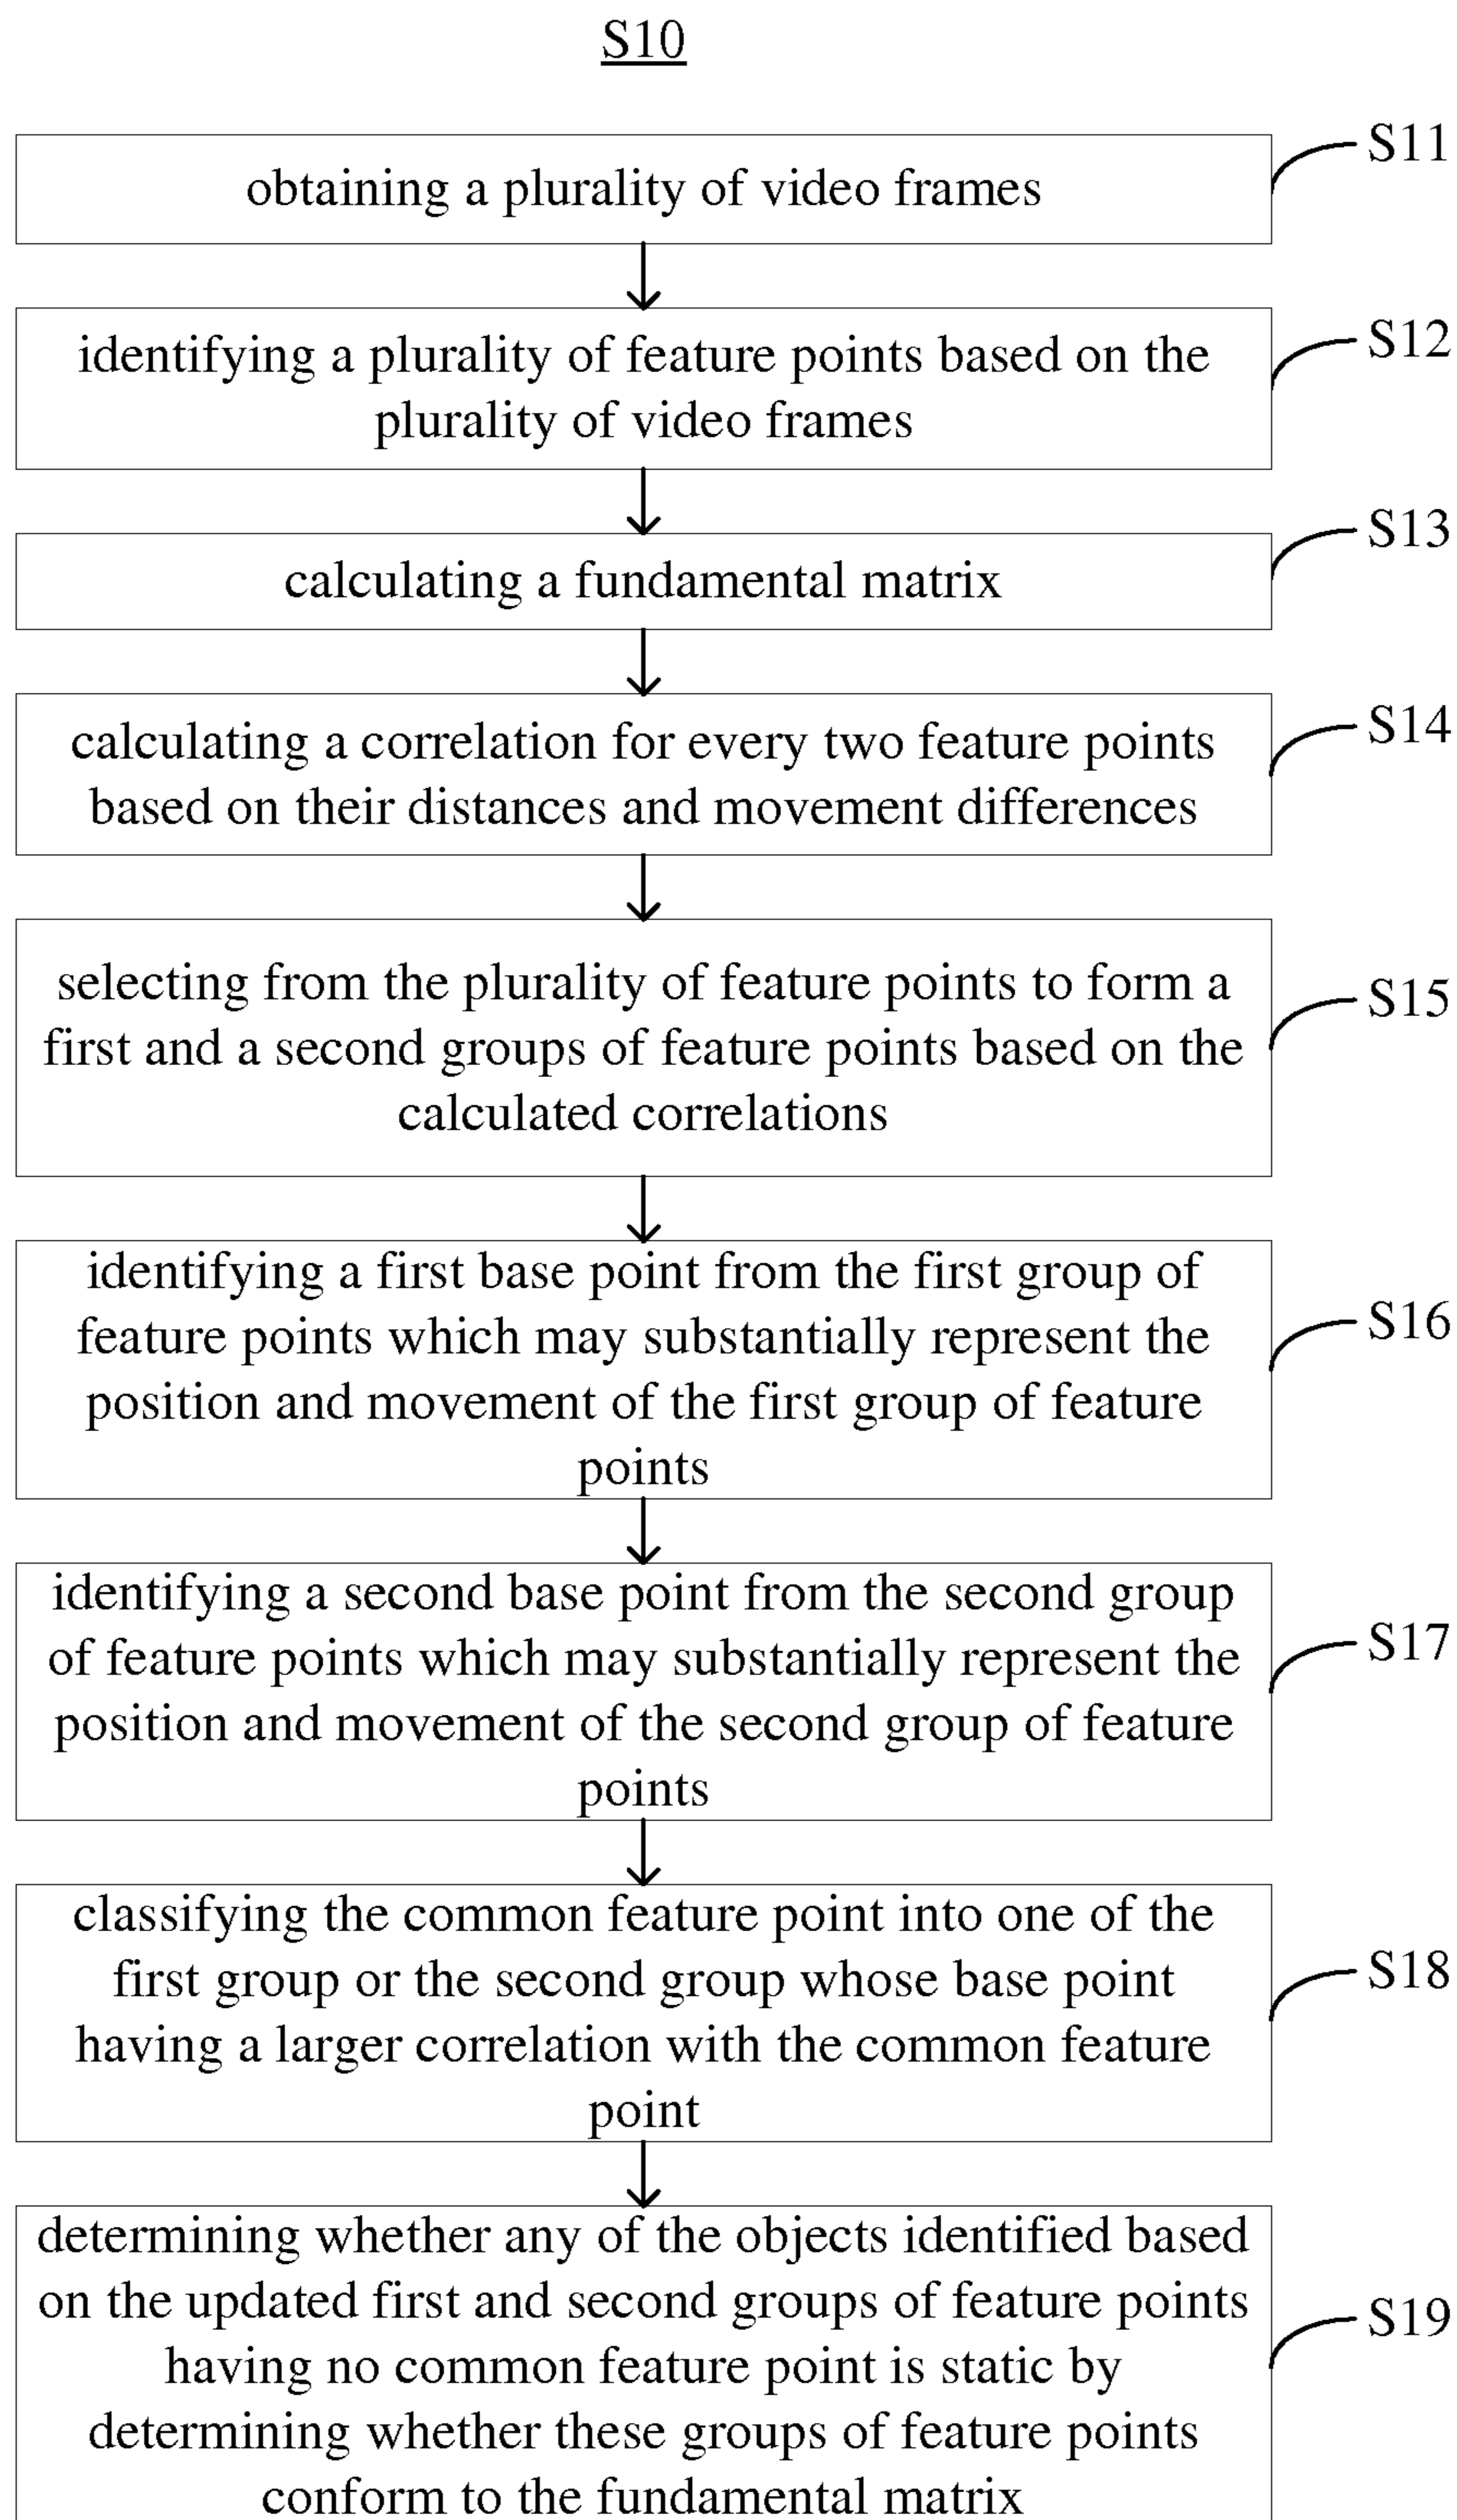 S10
S11
obtaining a plurality of video frames
S12
identifying a plurality of feature points based on the
plurality of video frames
S13
calculating a fundamental matrix
S14
calculating a correlation for every two feature points
based on their distances and movement differences
S15
selecting from the plurality of feature points to form a
first and a second groups of feature points based on the
calculated correlations
S16
identifying a first base point from the first group of
feature points which may substantially represent the
position and movement of the first group of feature
points
S17
identifying a second base point from the second group
of feature points which may substantially represent the
position and movement of the second group of feature
points
S18
classifying the common feature point into one of the
first group or the second group whose base point
having a larger correlation with the common feature
point
S19
determining whether any of the objects identified based
on the updated first and second groups of feature points
having no common feature point is static by
determining whether these groups of feature points
conform to the fundamental matrix